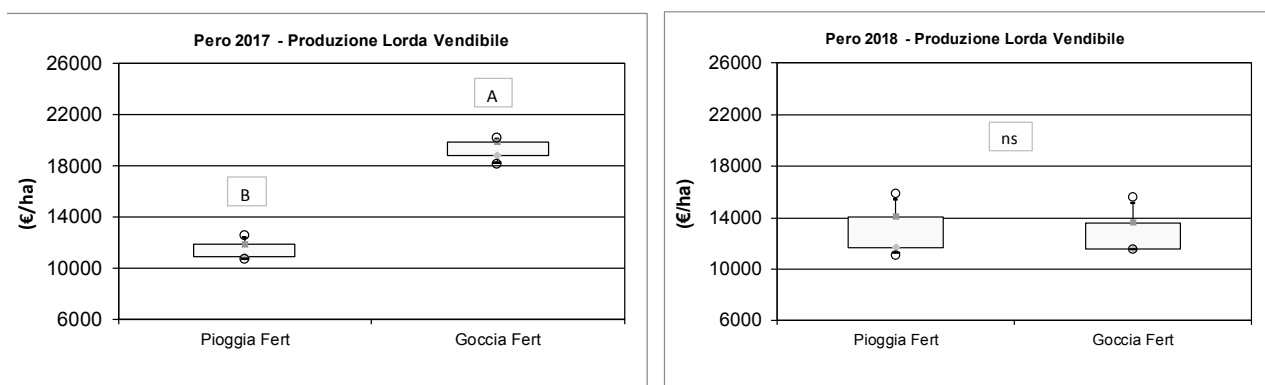 Pero 2017 - Produzione Lorda Vendibile
26000
22000
18000
14000
10000
6000
(€/ha)
A
B
Pioggia Fert
Goccia Fert
Pero 2018 - Produzione Lorda Vendibile
26000
22000
18000
14000
10000
6000
(€/ha)
ns
Pioggia Fert
Goccia Fert